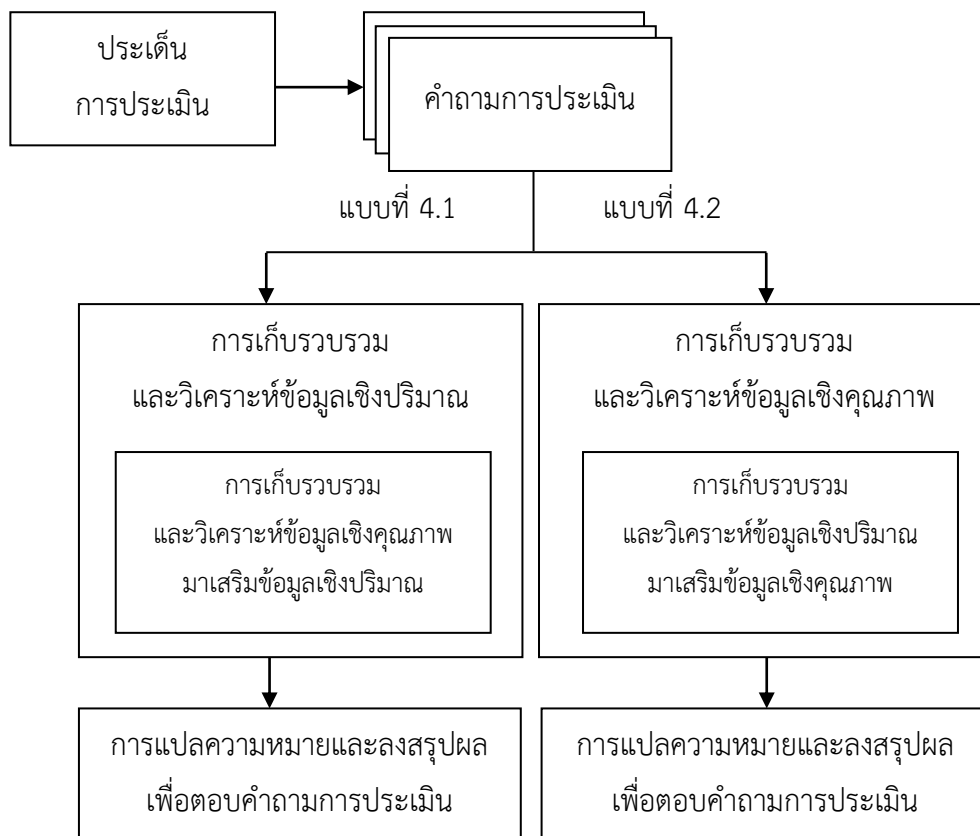 ประเด็น
การประเมิน
คำถามการประเมิน
แบบที่ 4.1
แบบที่ 4.2
การเก็บรวบรวม
และวิเคราะห์ข้อมูลเชิงปริมาณ
การเก็บรวบรวม
และวิเคราะห์ข้อมูลเชิงคุณภาพ
มาเสริมข้อมูลเชิงปริมาณ
การเก็บรวบรวม
และวิเคราะห์ข้อมูลเชิงคุณภาพ
การเก็บรวบรวม
และวิเคราะห์ข้อมูลเชิงปริมาณ
มาเสริมข้อมูลเชิงคุณภาพ
การแปลความหมายและลงสรุปผล
เพื่อตอบคำถามการประเมิน
การแปลความหมายและลงสรุปผล
เพื่อตอบคำถามการประเมิน